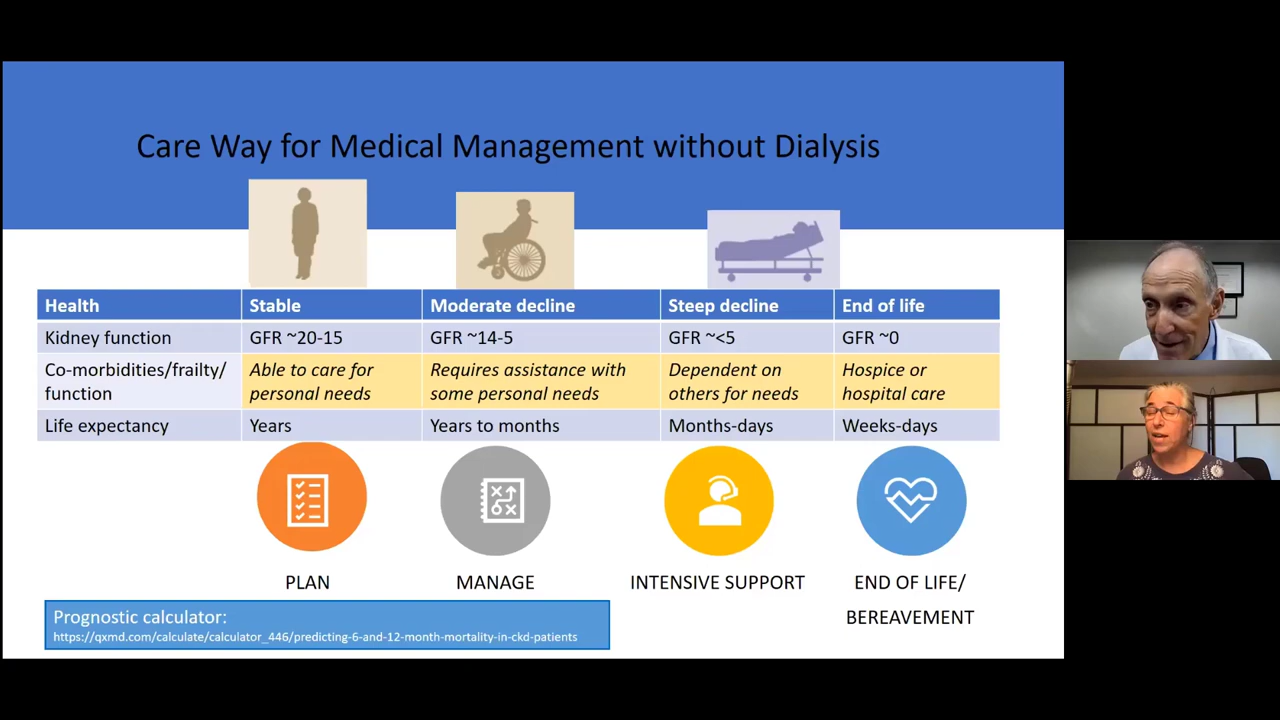 Care Way for Medical Management without Dialysis
Health Stable Moderate decline Steep decline End of life
Kidney function GFR ~20-15 GFR ~14-5 GFR ~<5 GFR ~0
Co-morbidities/frailty/ Able to care for Requires assistance with Dependent on Hospice or
function personal needs some personal needs others for needs hospital care
Life expectancy Years Years to months Months-days Weeks-days
PLAN MANAGE INTENSIVE SUPPORT END OF LIFE/
BEREAVEMENT
Prognostic calculator:
https://qxmd.com/calculate/calculator_446/predicting-6-and-12-month-mortality-in-ckd-patients